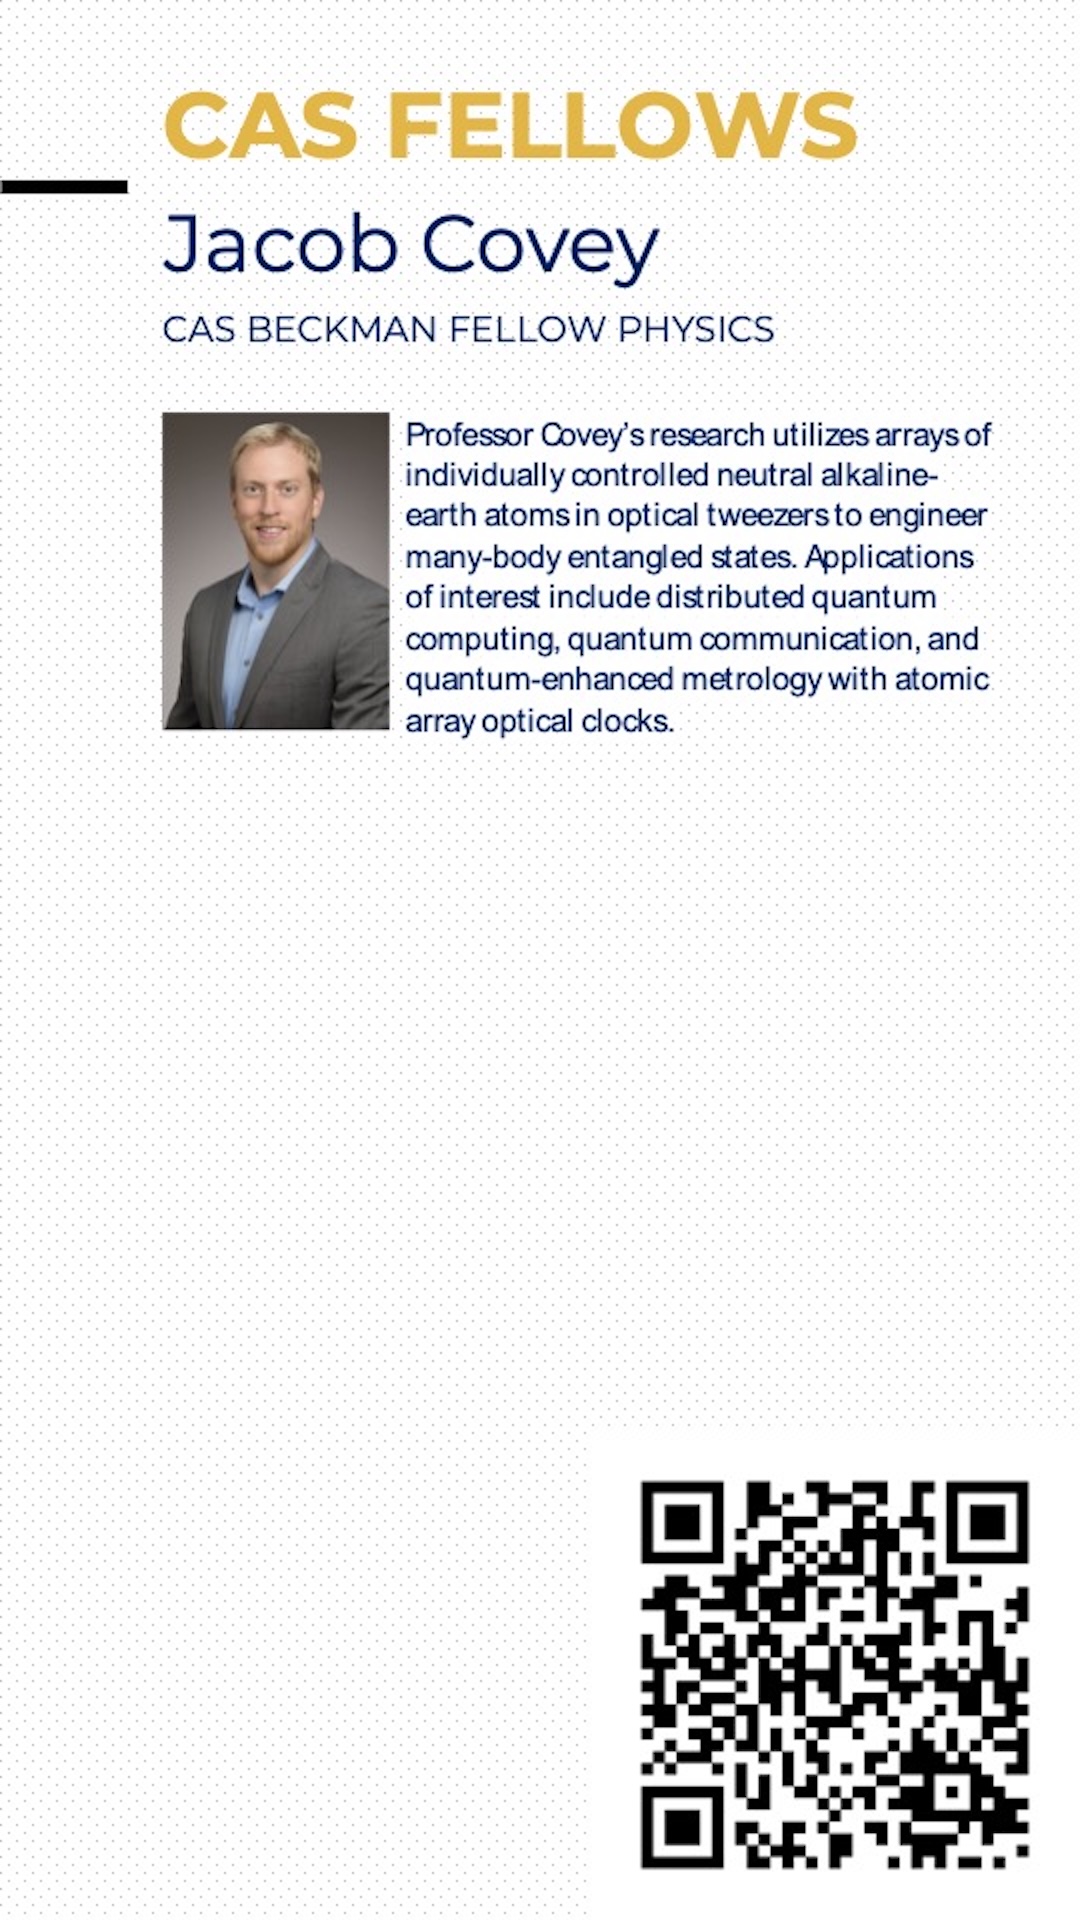 CAS FELLOWS
Jacob Covey
CAS BECKMAN FELLOW PHYSICS
Professor Covey’s research utilizes arrays of
individually controlled neutral alkaline-
earth atoms in optical tweezers to engineer
many-body entangled states. Applications
of interest include distributed quantum
computing, quantum communication, and
quantum-enhanced metrology with atomic
array optical clocks.